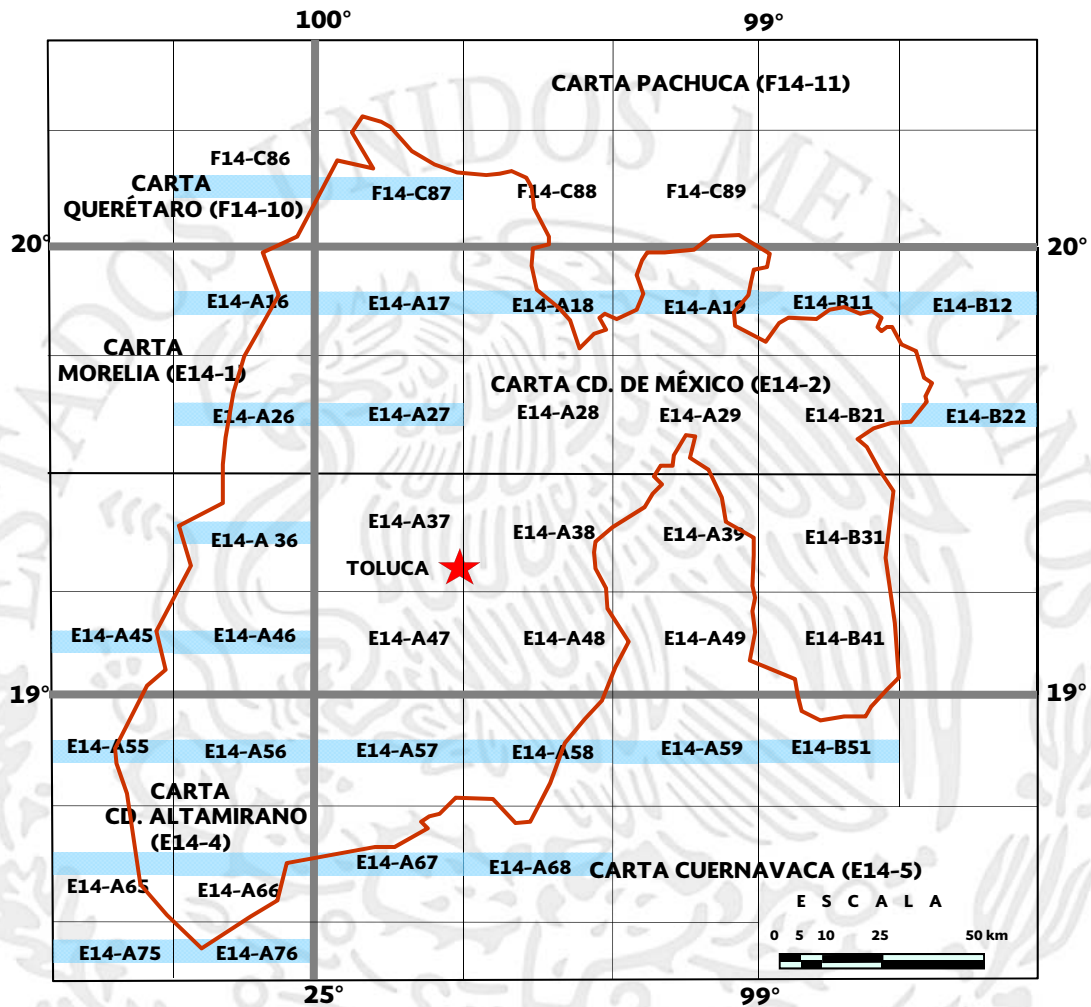 100°
99°
CARTA PACHUCA (F14-11)
F14-C86
CARTA
QUERÉTARO (F14-10)
F14-C87
F14-C88
F14-C89
20°
20°
E14-A16
E14-A17
E14-A18
E14-A19
E14-B11
E14-B12
CARTA
MORELIA (E14-1)
CARTA CD. DE MÉXICO (E14-2)
E14-A26
E14-A27
E14-A28
E14-A29
E14-B21
E14-B22
E14-A 36
E14-A37
E14-A38
E14-A39
E14-B31
TOLUCA
E14-A45
E14-A46
E14-A47
E14-A48
E14-A49
E14-B41
19°
19°
E14-A55
E14-A56
E14-A57
E14-A58
E14-A59
E14-B51
CARTA
CD. ALTAMIRANO
(E14-4)
E14-A65
E14-A66
E14-A67
E14-A68
CARTA CUERNAVACA (E14-5)
E S C A L A
0 5 10 25 50 km
E14-A75
E14-A76
25°
99°
ESTADOS UNIDOS MEXICANOS